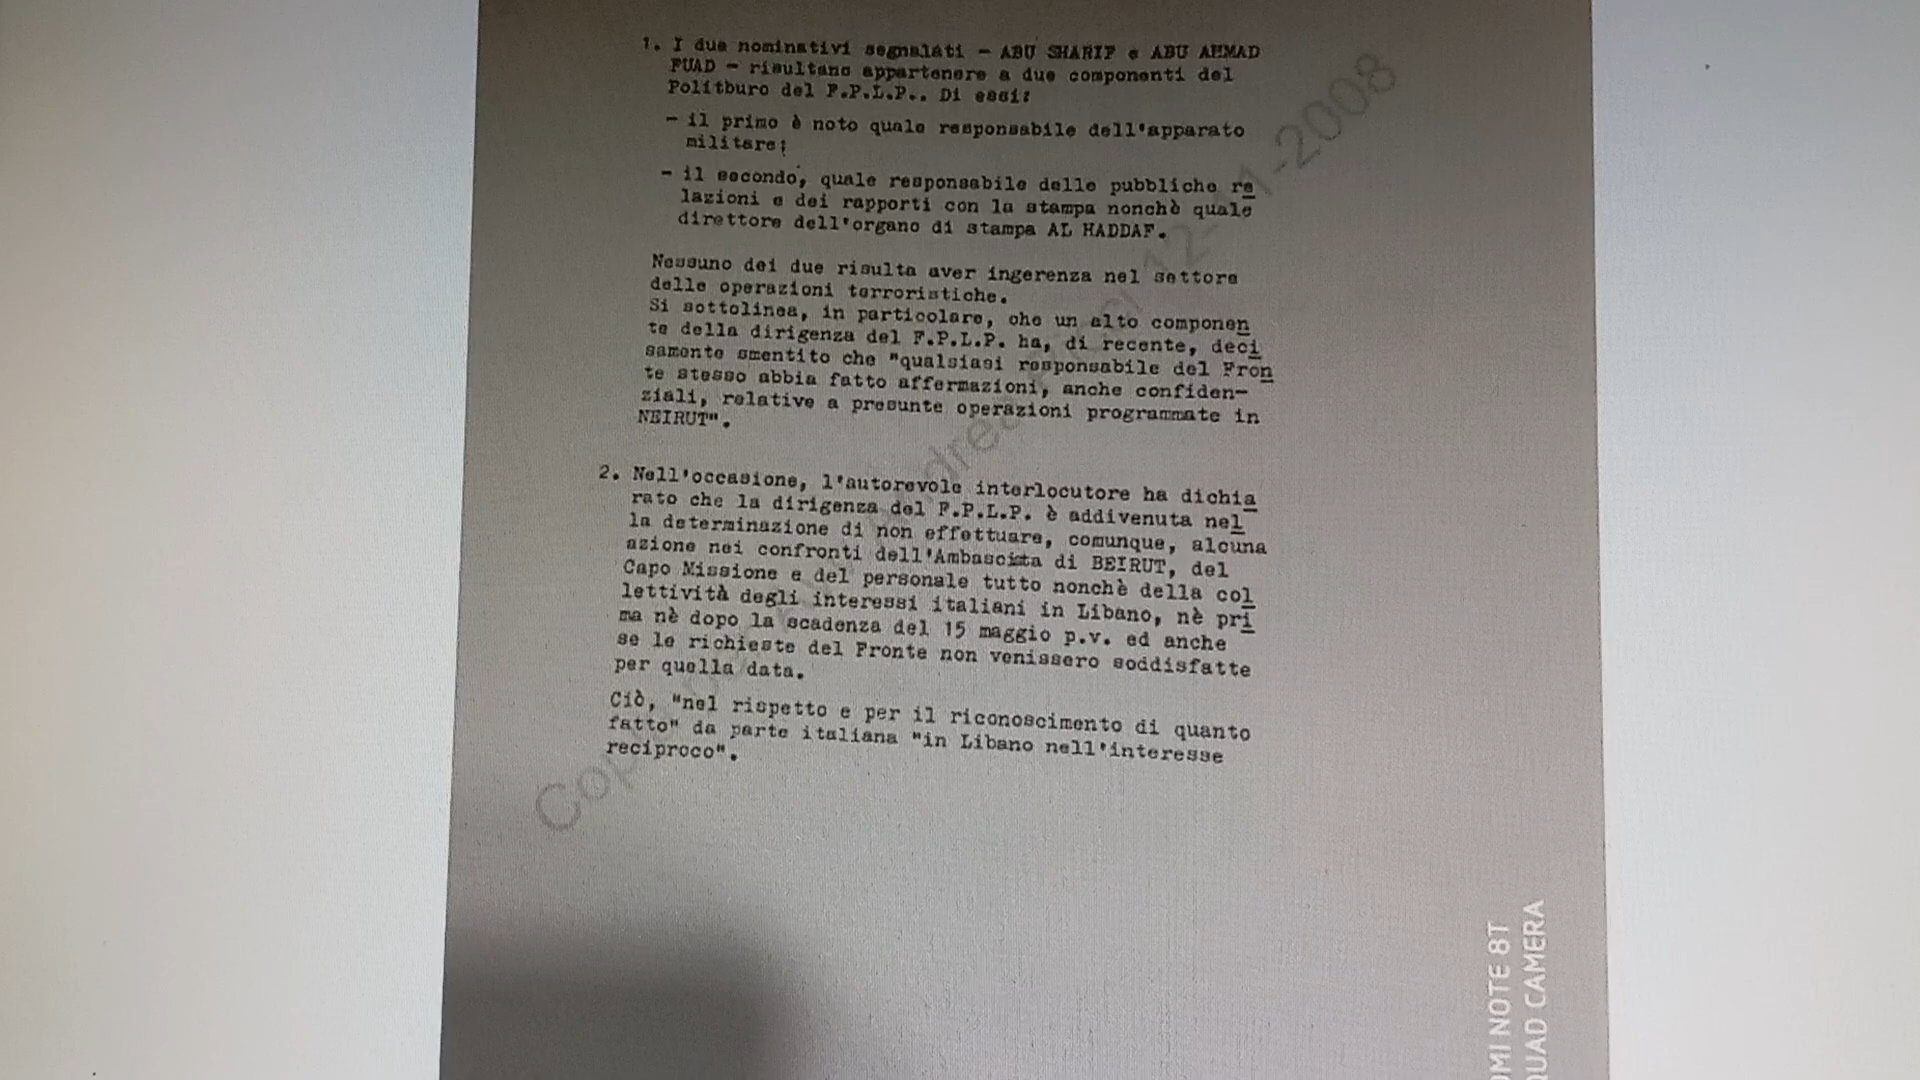 1. I due nominativi segnalati - ABU SHARIF e ABU AHMAD
FUAD - risultano appartenere a due componenti del
Politburo del F.P.L.P.. Di essi:
- il primo è noto quale responsabile dell'apparato
militare;
- il secondo, quale responsabile delle pubbliche re
lazioni e dei rapporti con la stampa nonchè quale
direttore dell'organo di stampa AL HADDAF.
Nessuno dei due risulta aver ingerenza nel settore
delle operazioni terroristiche.
Si sottolinea, in particolare, che un alto componen
te della dirigenza del F.P.L.P. ha, di recente, deci
samente smentito che "qualsiasi responsabile del Fron
te stesso abbia fatto affermazioni, anche confiden-
ziali, relative a presunte operazioni programmate in
NEIRUT".
2. Nell'occasione, l'autorevole interlocutore ha dichia
rato che la dirigenza del F.P.L.P. è addivenuta nel
la determinazione di non effettuare, comunque, alcuna
azione nei confronti dell'Ambasciata di BEIRUT, del
Capo Missione e del personale tutto nonchè della col
lettività degli interessi italiani in Libano, nè pri
ma nè dopo la scadenza del 15 maggio p.v. ed anche
se le richieste del Fronte non venissero soddisfatte
per quella data.
Ciò, "nel rispetto e per il riconoscimento di quanto
fatto" da parte italiana "in Libano nell'interesse
reciproco".
OMI NOTE 8T
QUAD CAMERA